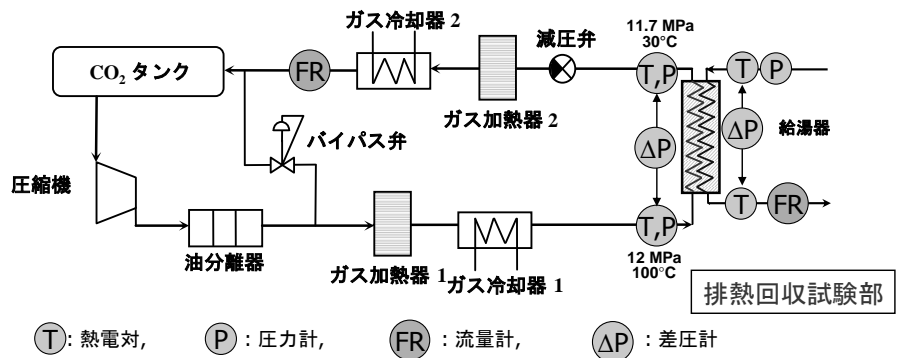 ガス冷却器 2
11.7 MPa
30℃
減圧弁
CO₂ タンク
FR
T,P
T
P
ガス加熱器 2
バイパス弁
ΔP
ΔP
給湯器
圧縮機
T
FR
T,P
油分離器
ガス加熱器 1
ガス冷却器 1
12 MPa
100℃
排熱回収試験部
T : 熱電対,
P : 圧力計,
FR : 流量計,
ΔP : 差圧計